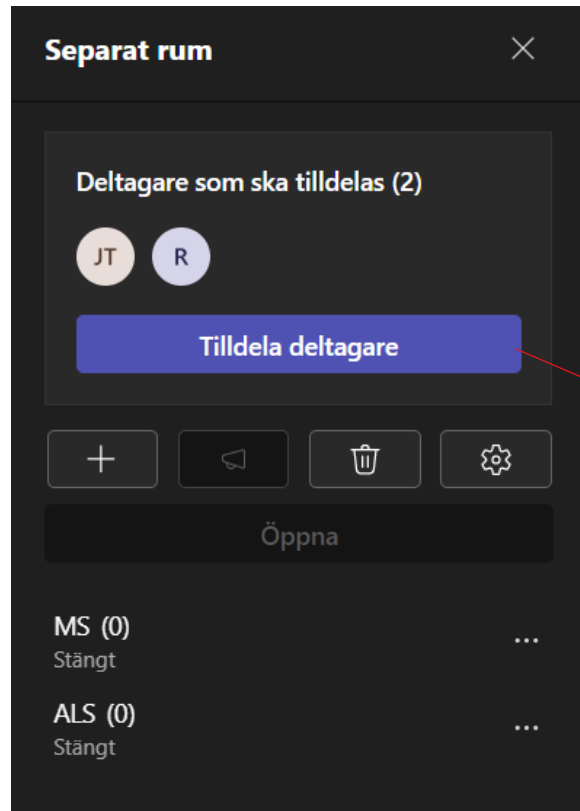 Separat rum
Deltagare som ska tilldelas (2)
JT R
Tilldela deltagare
Öppna
MS (0)
Stängt
ALS (0)
Stängt